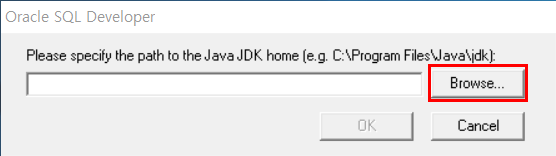 Oracle SQL Developer
Please specify the path to the Java JDK home (e.g. C:\Program Files\Java\jdk):
Browse...
OK
Cancel